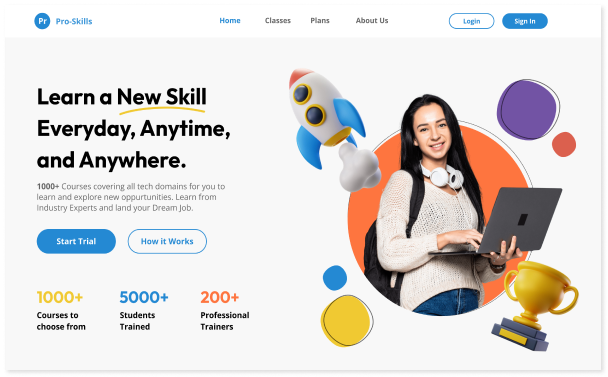 Pr Pro-Skills Home Classes Plans About Us Login Sign In
Learn a New Skill
Everyday, Anytime,
and Anywhere.
1000+ Courses covering all tech domains for you to
learn and explore new oppurtunities. Learn from
Industry Experts and land your Dream Job.
Start Trial How it Works
1000+ 5000+ 200+
Courses to Students Professional
choose from Trained Trainers